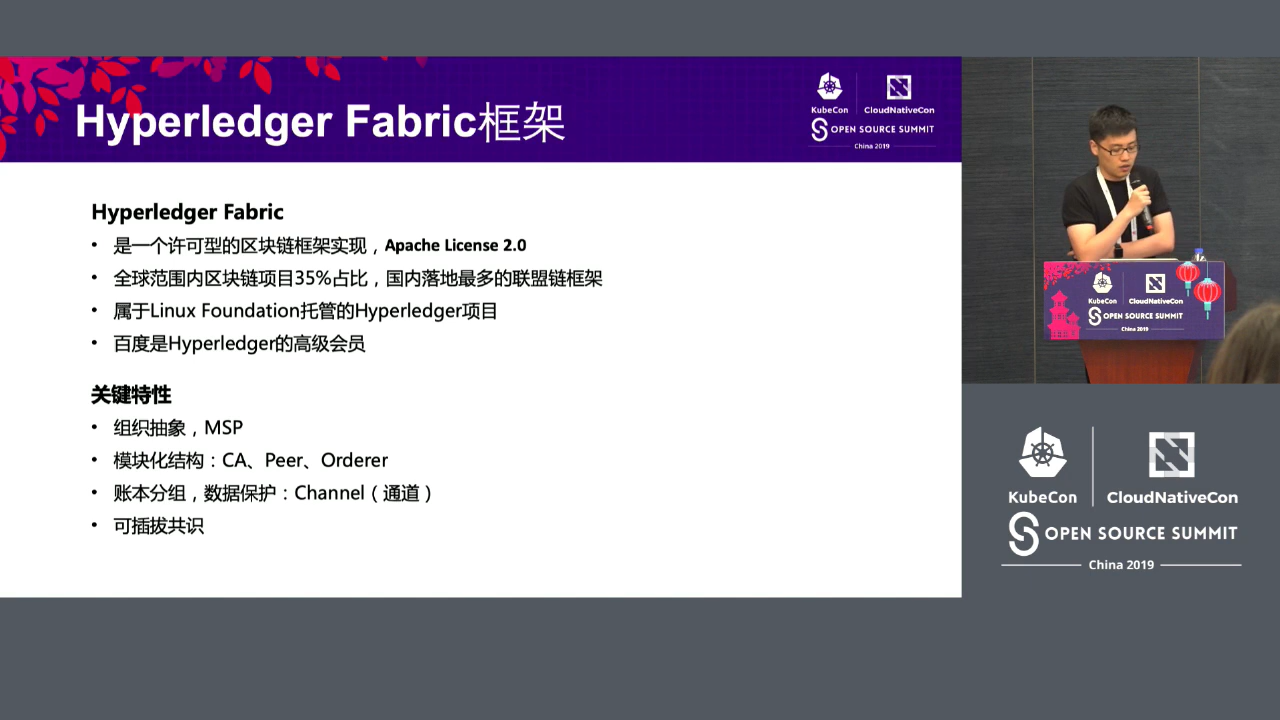 Hyperledger Fabric框架
KubeCon
CloudNativeCon
OPEN SOURCE SUMMIT
China 2019
Hyperledger Fabric
• 是一个许可型的区块链框架实现，Apache License 2.0
• 全球范围内区块链项目35%占比，国内落地最多的联盟链框架
• 属于Linux Foundation托管的Hyperledger项目
• 百度是Hyperledger的高级会员
关键特性
• 组织抽象，MSP
• 模块化结构：CA、Peer、Orderer
• 账本分组，数据保护：Channel（通道）
• 可插拔共识
KubeCon
CloudNativeCon
OPEN SOURCE SUMMIT
China 2019
KubeCon
CloudNativeCon
OPEN SOURCE SUMMIT
China 2019